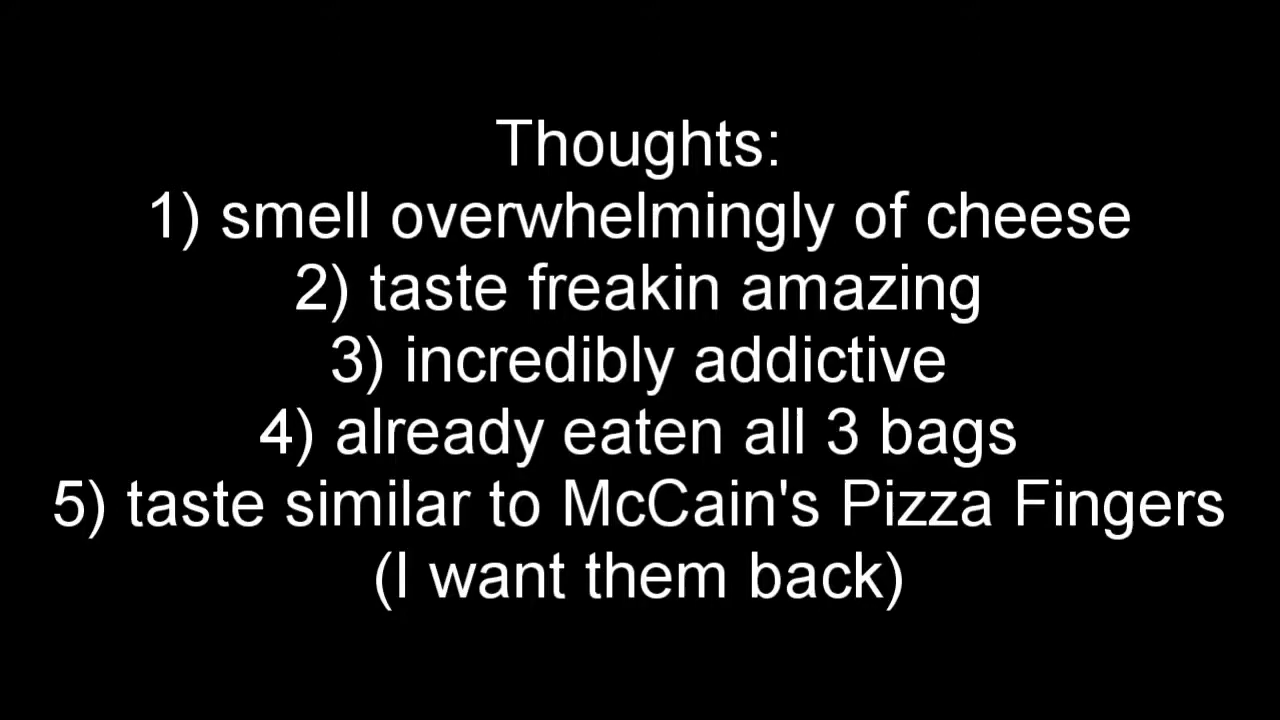 Thoughts:
1) smell overwhelmingly of cheese
2) taste freakin amazing
3) incredibly addictive
4) already eaten all 3 bags
5) taste similar to McCain's Pizza Fingers
(I want them back)